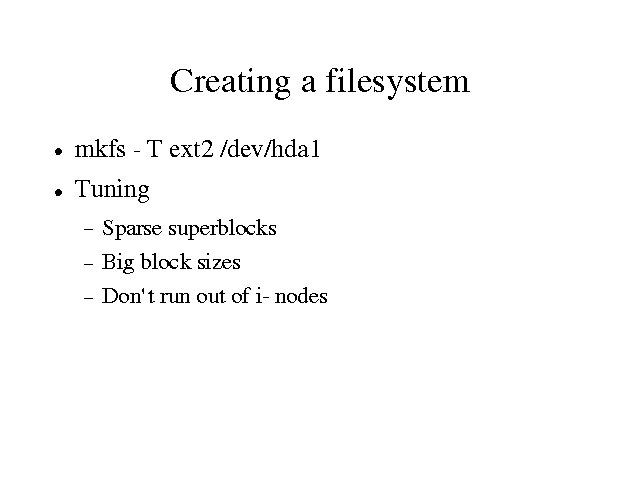 Creating a filesystem
• mkfs - T ext2 /dev/hda1
• Tuning
– Sparse superblocks
– Big block sizes
– Don't run out of i- nodes